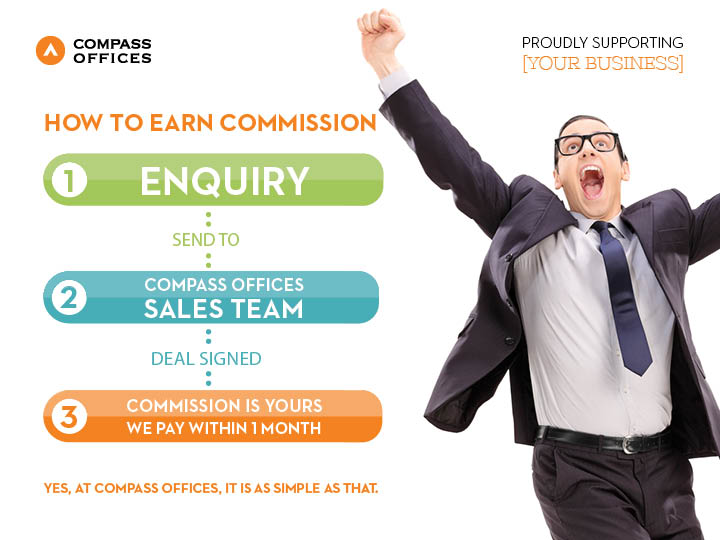 COMPASS
OFFICES
PROUDLY SUPPORTING
[YOUR BUSINESS]
HOW TO EARN COMMISSION
1 ENQUIRY
SEND TO
2 COMPASS OFFICES
SALES TEAM
DEAL SIGNED
3 COMMISSION IS YOURS
WE PAY WITHIN 1 MONTH
YES, AT COMPASS OFFICES, IT IS AS SIMPLE AS THAT.